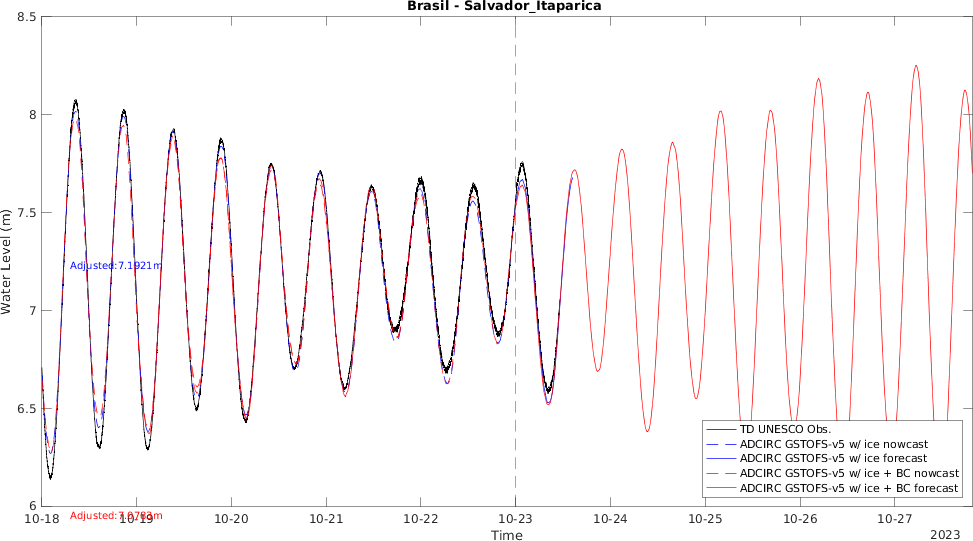 Brasil - Salvador_Itaparica
8.5
8
7.5
7
6.5
6
Water Level (m)
Adjusted:7.1921m
TD UNESCO Obs.
ADCIRC GSTOFS-v5 w/ ice nowcast
ADCIRC GSTOFS-v5 w/ ice forecast
ADCIRC GSTOFS-v5 w/ ice + BC nowcast
ADCIRC GSTOFS-v5 w/ ice + BC forecast
10-18 10-19 10-20 10-21 10-22 10-23 10-24 10-25 10-26 10-27
Time
2023